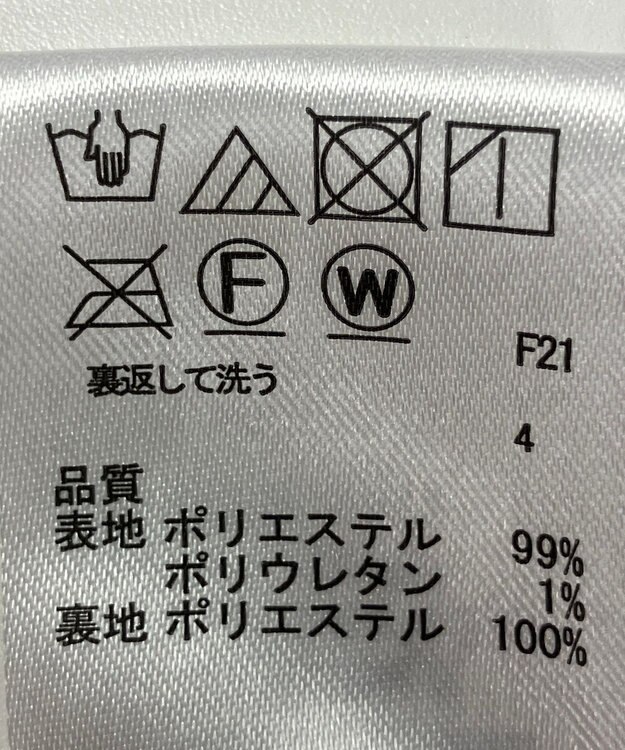 F W
裏返して洗う
F21
4
品質
表地 ポリエステル 99%
ポリウレタン 1%
裏地 ポリエステル 100%